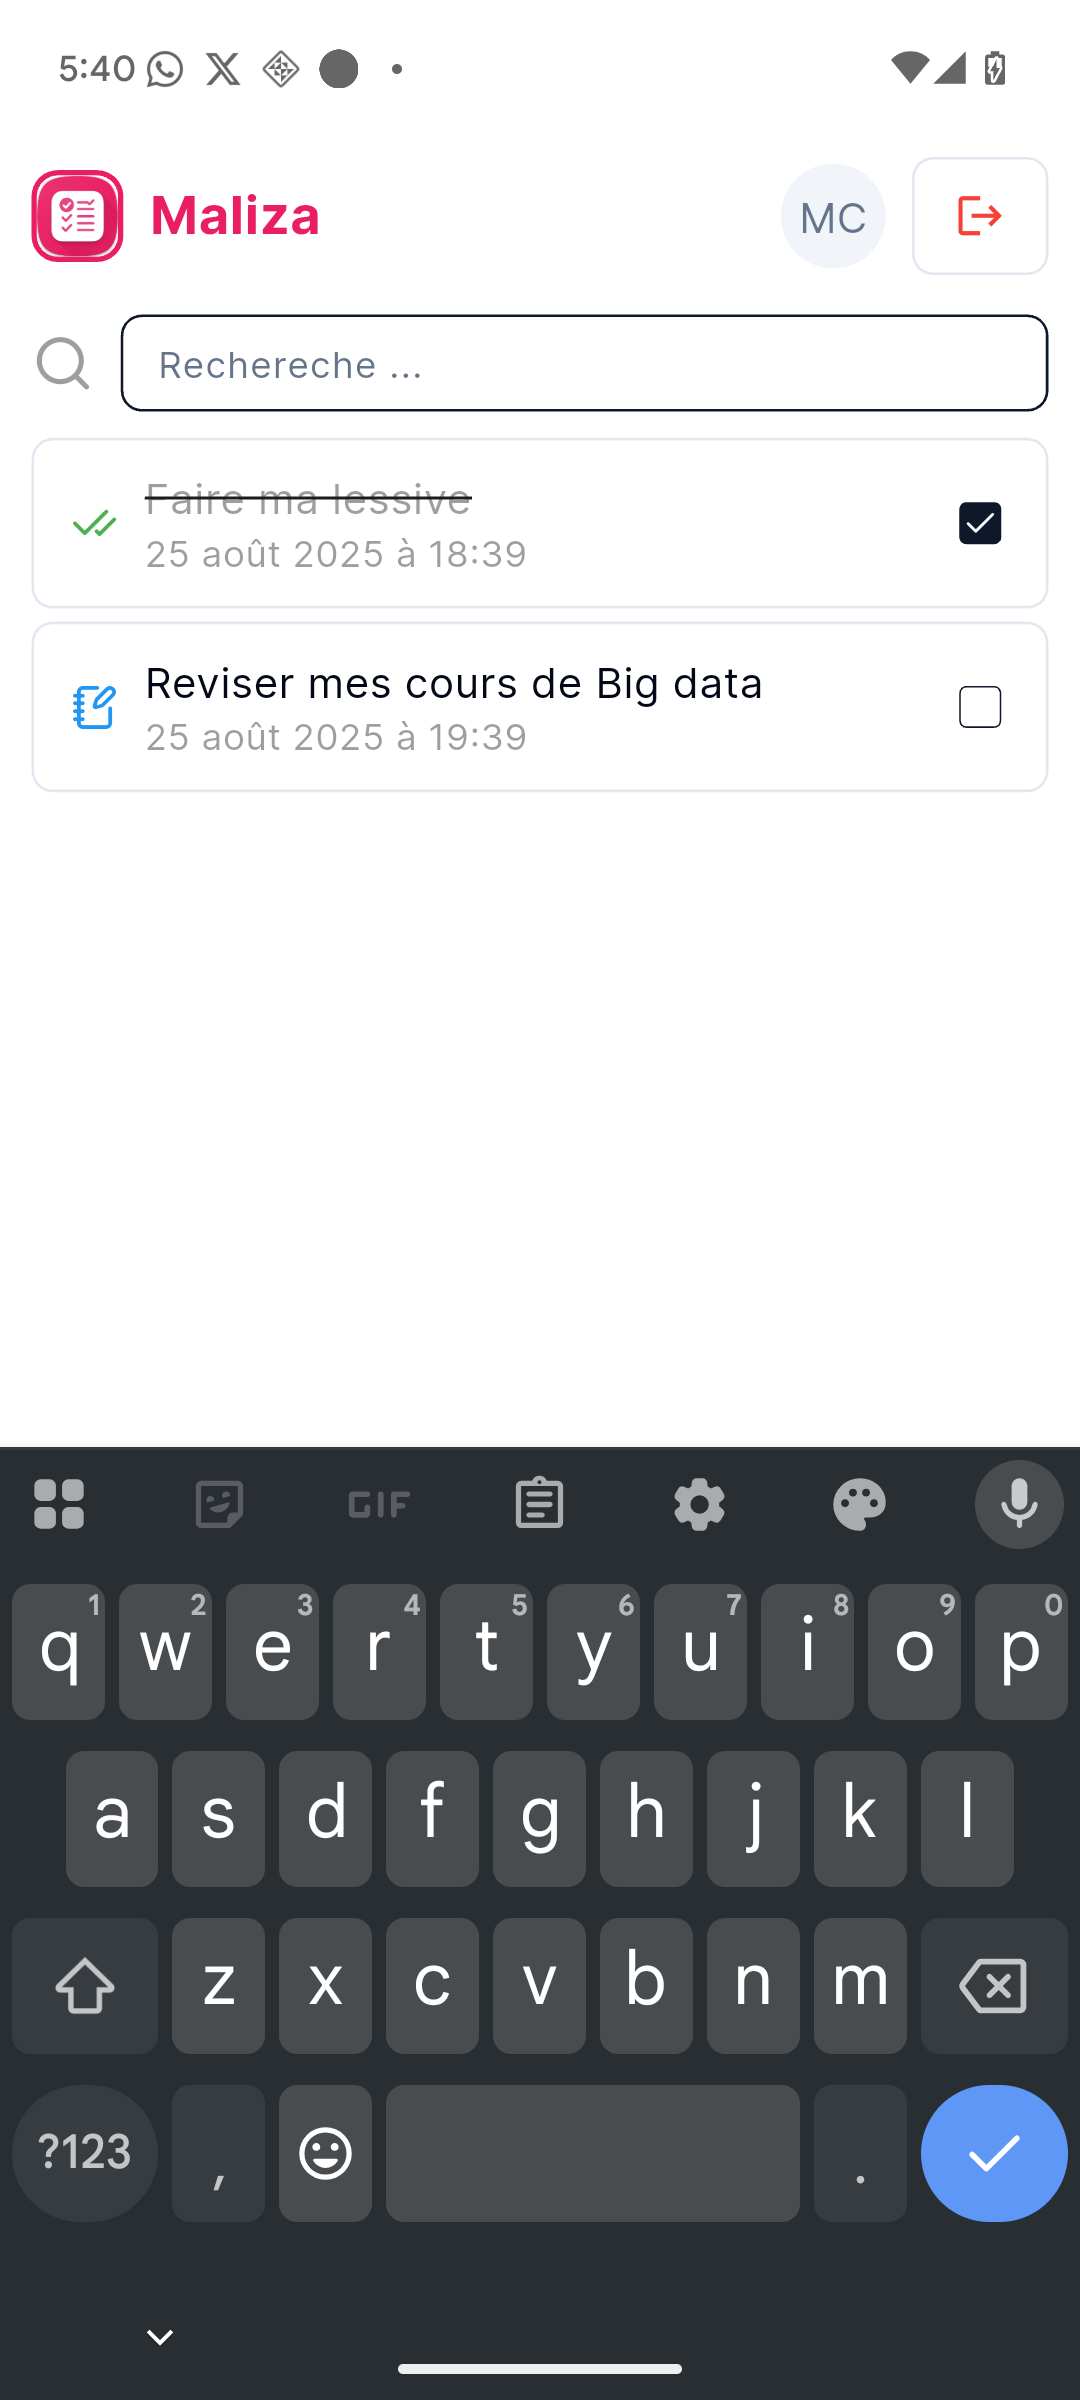 5:40
Maliza
MC
Rechereche ...
Faire ma lessive
25 août 2025 à 18:39
Reviser mes cours de Big data
25 août 2025 à 19:39
GIF
q 1 w 2 e 3 r 4 t 5 y 6 u 7 i 8 o 9 p 0
a s d f g h j k l
z x c v b n m
?123 , .